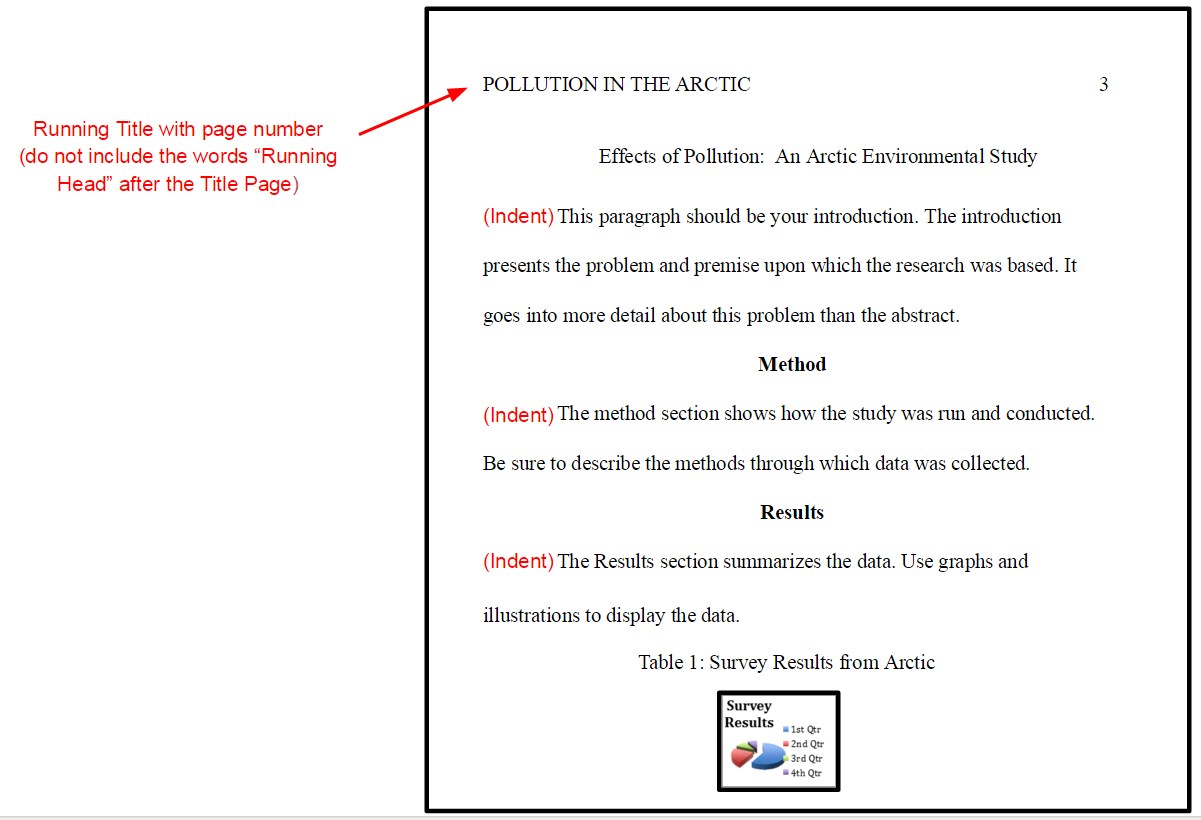 POLLUTION IN THE ARCTIC 3
Running Title with page number
(do not include the words “Running
Head” after the Title Page)
Effects of Pollution:  An Arctic Environmental Study
(Indent) This paragraph should be your introduction. The introduction
presents the problem and premise upon which the research was based. It
goes into more detail about this problem than the abstract.
Method
(Indent) The method section shows how the study was run and conducted.
Be sure to describe the methods through which data was collected.
Results
(Indent) The Results section summarizes the data. Use graphs and
illustrations to display the data.
Table 1: Survey Results from Arctic
Survey
Results
1st Qtr
2nd Qtr
3rd Qtr
4th Qtr